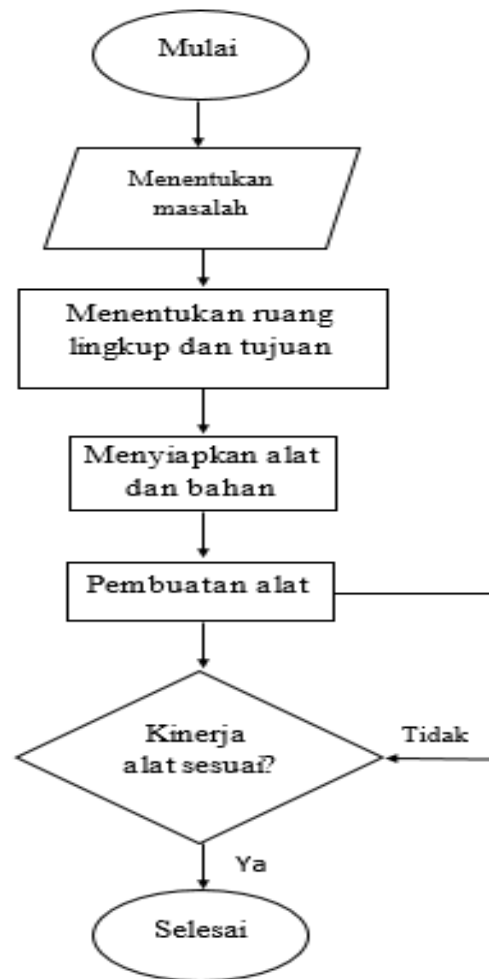 Mulai
Menentukan
masalah
Menentukan ruang
lingkup dan tujuan
Menyiapkan alat
dan bahan
Pembuatan alat
Kinerja
alat sesuai?
Tidak
Ya
Selesai